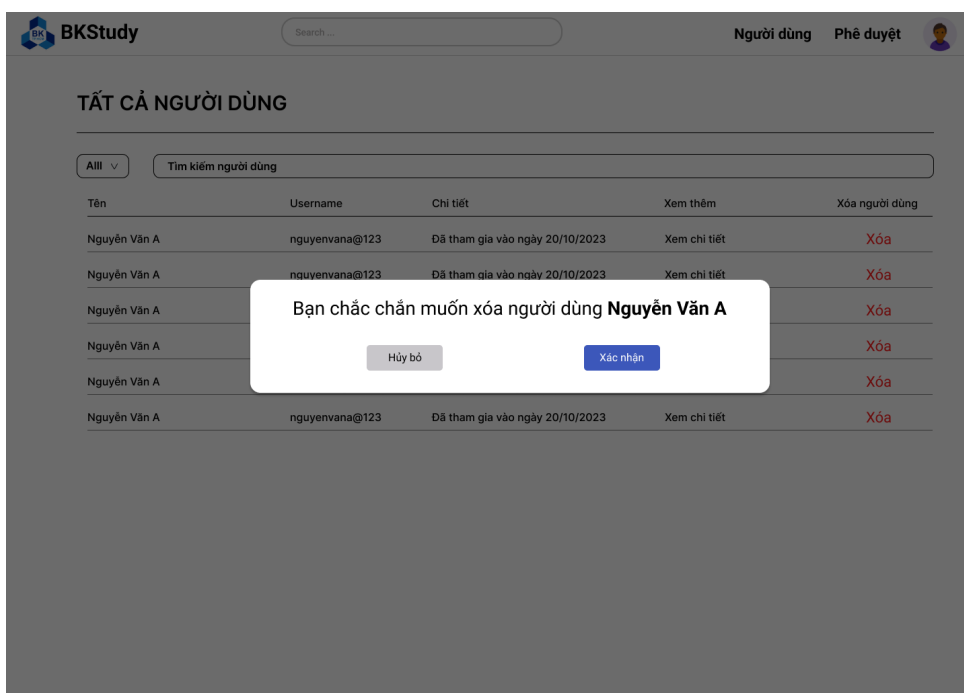 BK
BKStudy Search ... Người dùng Phê duyệt
TẤT CẢ NGƯỜI DÙNG
Alll Tìm kiếm người dùng
Tên Username Chi tiết Xem thêm Xóa người dùng
Nguyễn Văn A nguyenvana@123 Đã tham gia vào ngày 20/10/2023 Xem chi tiết Xóa
Nguyễn Văn A nguyenvana@123 Đã tham gia vào ngày 20/10/2023 Xem chi tiết Xóa
Nguyễn Văn A Xóa
Bạn chắc chắn muốn xóa người dùng Nguyễn Văn A
Nguyễn Văn A Xóa
Hủy bỏ Xác nhận
Nguyễn Văn A Xóa
Nguyễn Văn A nguyenvana@123 Đã tham gia vào ngày 20/10/2023 Xem chi tiết Xóa